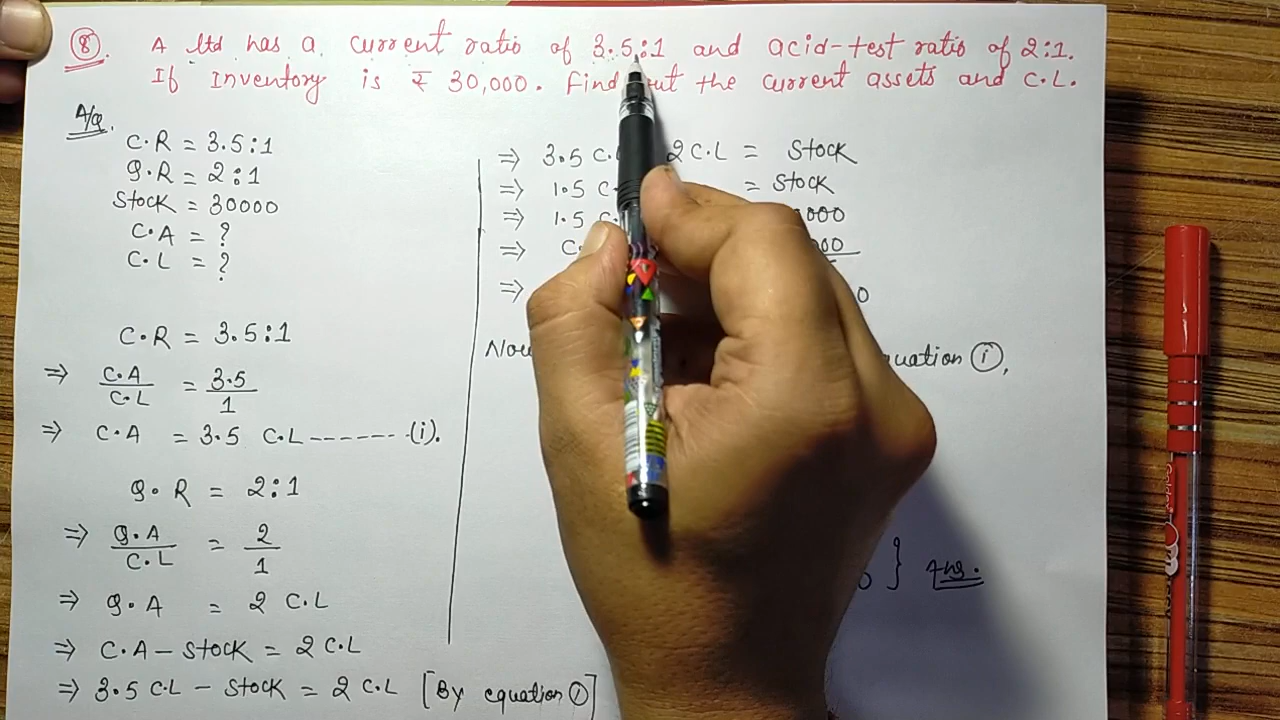 ⑧. A ltd has a current ratio of 3.5:1 and acid-test ratio of 2:1.
If Inventory is ₹ 30,000. Find the current assets and C.L.
A/q.
C.R = 3.5:1
Q.R = 2:1
Stock = 30000
C.A = ?
C.L = ?
C.R = 3.5:1
⇒ C.A/C.L = 3.5/1
⇒ C.A = 3.5 C.L ------- (i).
Q.R = 2:1
⇒ Q.A/C.L = 2/1
⇒ Q.A = 2 C.L
⇒ C.A - Stock = 2 C.L
⇒ 3.5 C.L - Stock = 2 C.L [By equation ①]
⇒ 3.5 2 C.L = Stock
⇒ 1.5 = Stock
⇒ 1.5
⇒
⇒
①,
} Ans.